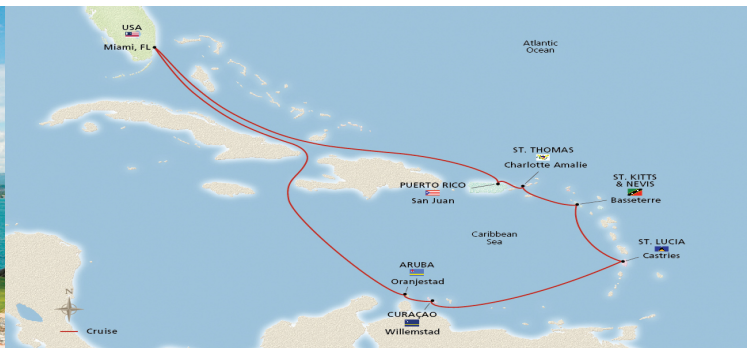 USA
Miami, FL
Atlantic
Ocean
ST. THOMAS
Charlotte Amalie
ST. KITTS
& NEVIS
Basseterre
PUERTO RICO
San Juan
Caribbean
Sea
ST. LUCIA
Castries
ARUBA
Oranjestad
CURAÇAO
Willemstad
N
Cruise